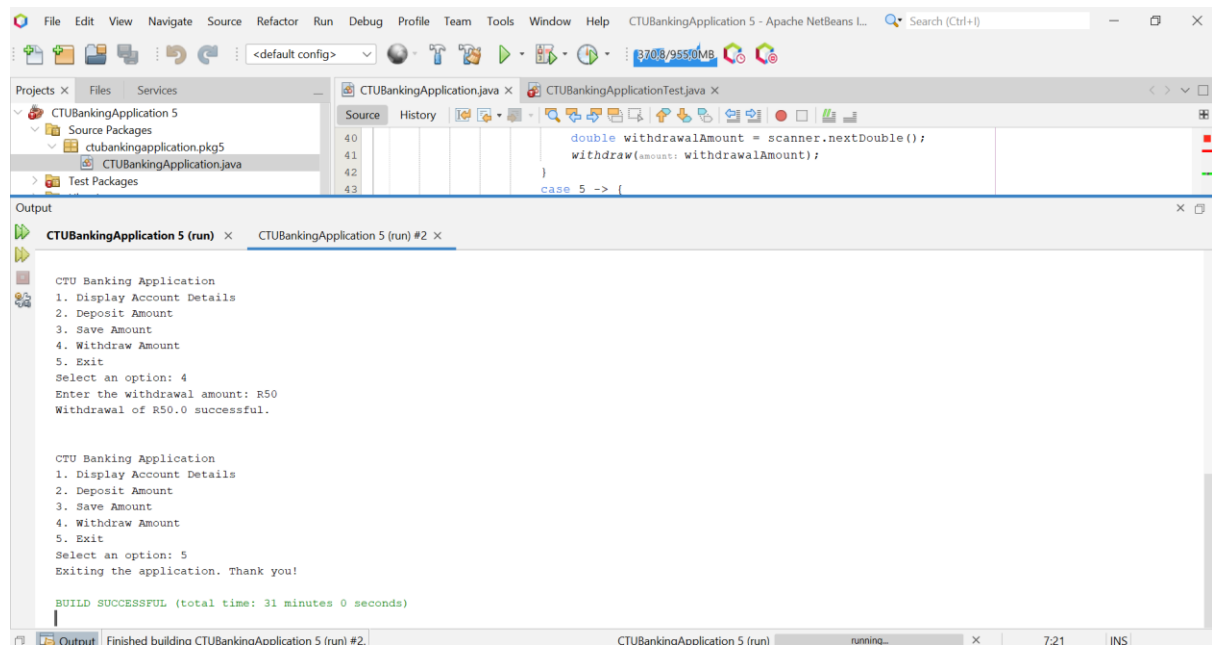 File Edit View Navigate Source Refactor Run Debug Profile Team Tools Window Help CTUBankingApplication 5 - Apache NetBeans I... Search (Ctrl+I)
<default config> 370.8/955.0MB
Projects Files Services CTUBankingApplication.java CTUBankingApplicationTest.java
CTUBankingApplication 5 Source History
Source Packages 40 double withdrawalAmount = scanner.nextDouble();
ctubankingapplication.pkg5 41 withdraw(amount: withdrawalAmount);
CTUBankingApplication.java 42 }
Test Packages 43 case 5 -> {
Output
CTUBankingApplication 5 (run) CTUBankingApplication 5 (run) #2
CTU Banking Application
1. Display Account Details
2. Deposit Amount
3. Save Amount
4. Withdraw Amount
5. Exit
Select an option: 4
Enter the withdrawal amount: R50
Withdrawal of R50.0 successful.
CTU Banking Application
1. Display Account Details
2. Deposit Amount
3. Save Amount
4. Withdraw Amount
5. Exit
Select an option: 5
Exiting the application. Thank you!
BUILD SUCCESSFUL (total time: 31 minutes 0 seconds)
Output Finished building CTUBankingApplication 5 (run) #2. CTUBankingApplication 5 (run) running... 7:21 INS